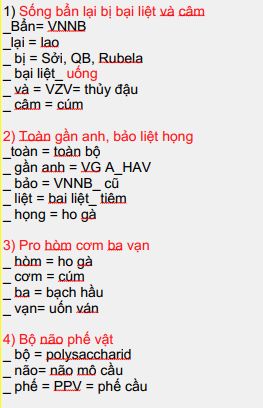 1) Sống bẩn lại bị bại liệt và câm
_Bẩn= VNNB
_lại = lao
_ bị = Sởi, QB, Rubela
_ bại liệt_ uống
_ và = VZV= thủy đậu
_ câm = cúm
2) Toàn gần anh, bảo liệt họng
_toàn = toàn bộ
_ gần anh = VG A_HAV
_ bảo = VNNB_ cũ
_ liệt = bai liệt_ tiêm
_ họng = ho gà
3) Pro hòm cơm ba vạn
_ hòm = ho gà
_ cơm = cúm
_ ba = bạch hầu
_ vạn= uốn ván
4) Bộ não phế vật
_ bộ = polysaccharid
_ não= não mô cầu
_ phế = PPV = phế cầu